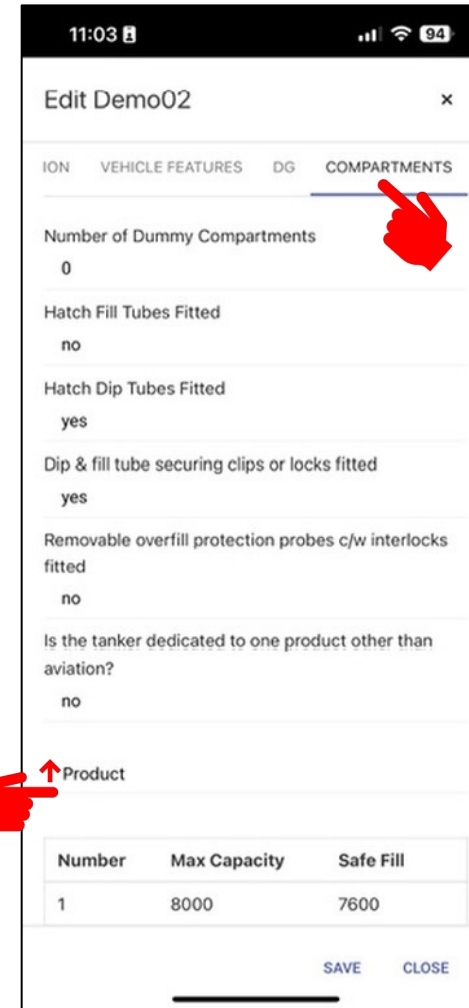 11:03 94
Edit Demo02 ×
ION VEHICLE FEATURES DG COMPARTMENTS
Number of Dummy Compartments
0
Hatch Fill Tubes Fitted
no
Hatch Dip Tubes Fitted
yes
Dip & fill tube securing clips or locks fitted
yes
Removable overfill protection probes c/w interlocks
fitted
no
Is the tanker dedicated to one product other than
aviation?
no
Product
Number Max Capacity Safe Fill
1 8000 7600
SAVE CLOSE